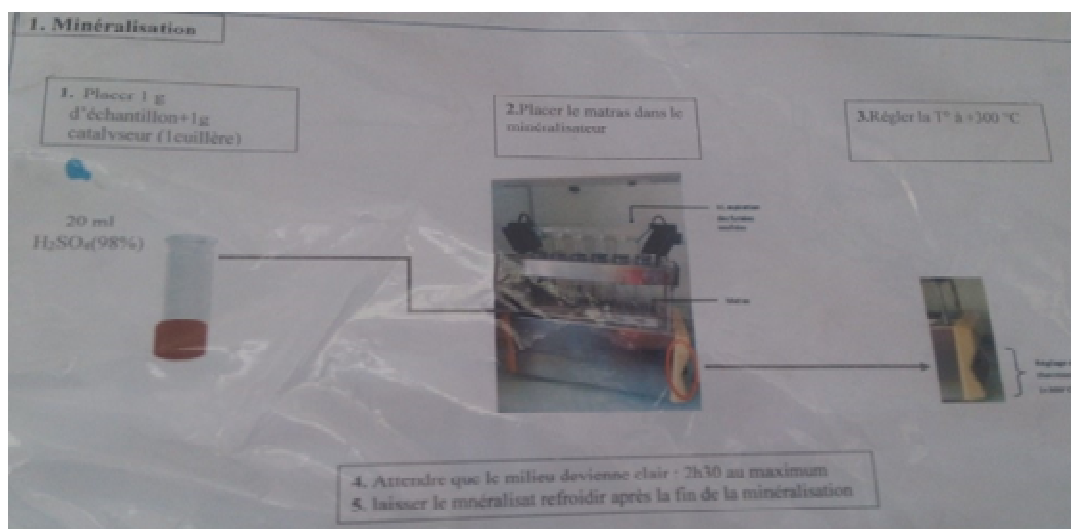 1. Minéralisation
1. Placer 1 g
d'échantillon+1g
catalyseur (1cuillère)
2.Placer le matras dans le
minéralisateur
3.Régler la T° à +300 °C
20 ml
H₂SO₄(98%)
Matras
4. Attendre que le milieu devienne clair : 2h30 au maximum
5. laisser le mnéralisat refroidir après la fin de la minéralisation